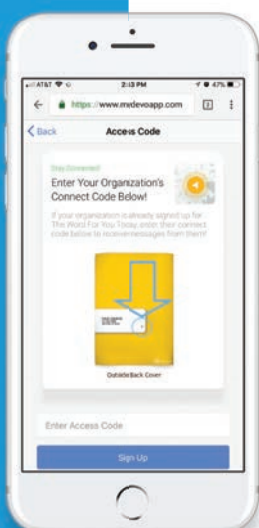 AT&T
2:13 PM
47%
https://www.mvdevoapp.com
Back
Access Code
Stay Connected
Enter Your Organization's
Connect Code Below!
If your organization is already signed up for
The Word For You Today, enter their connect
code below to receive messages from them!
Outside Back Cover
Enter Access Code
Sign Up